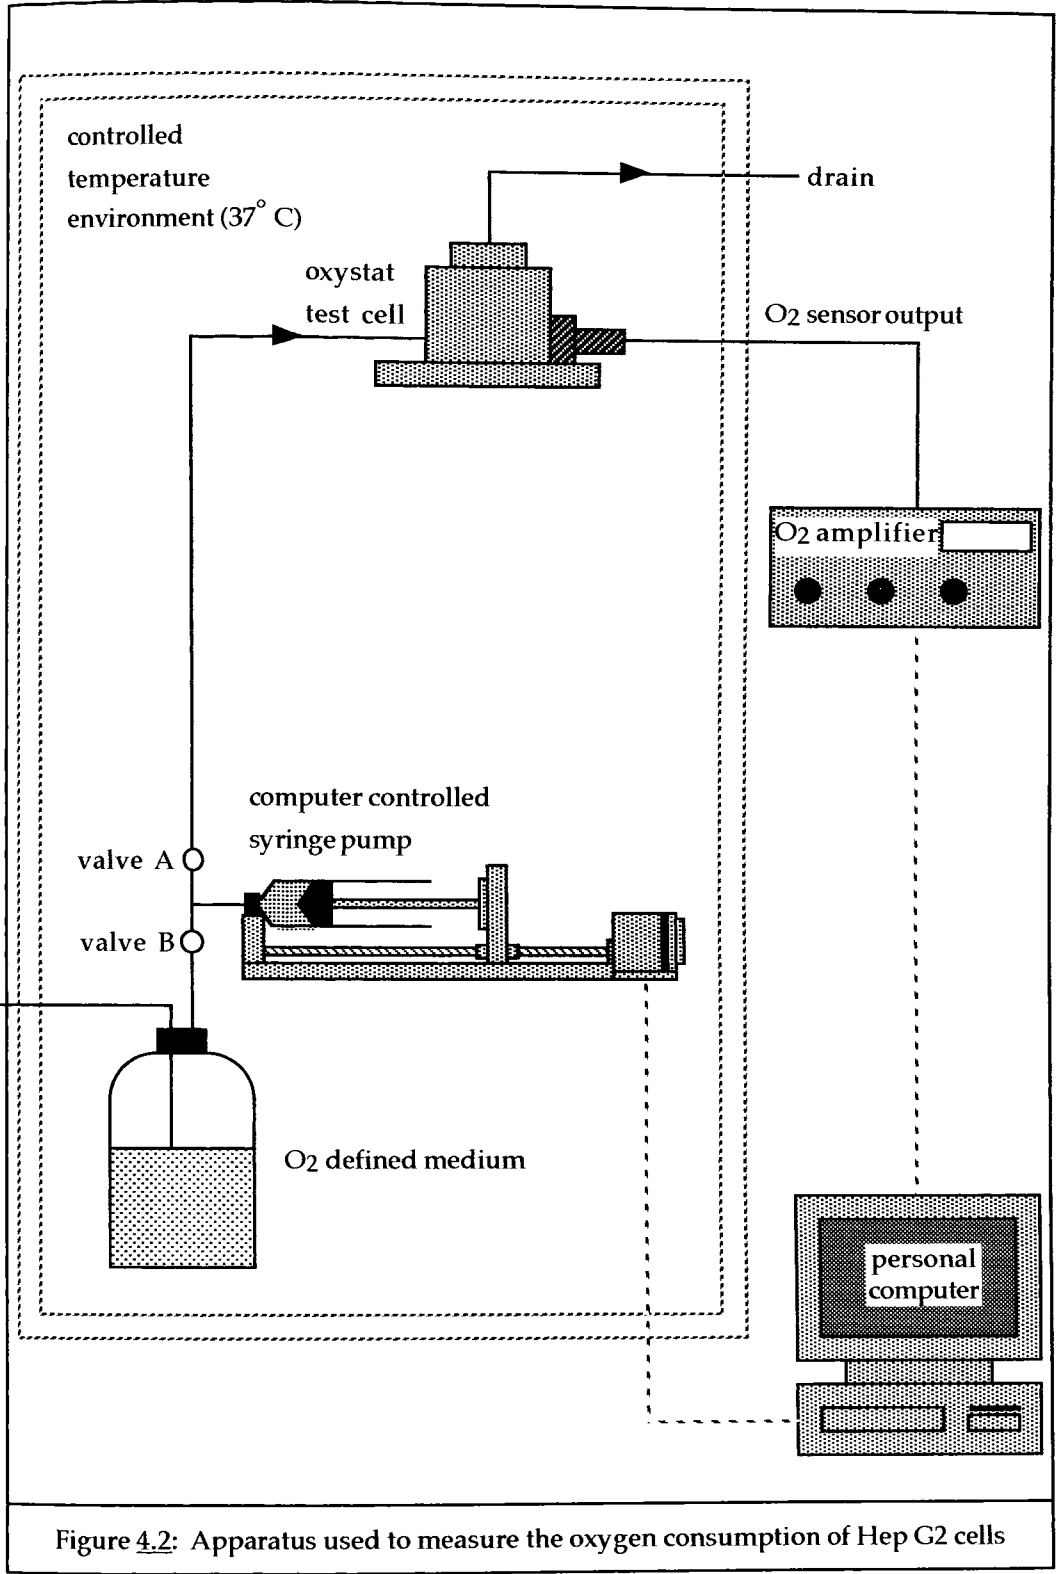 controlled
temperature
environment (37° C)
drain
oxystat
test cell
O2 sensor output
O2 amplifier
computer controlled
syringe pump
valve A
valve B
O2 defined medium
personal
computer
Figure 4.2: Apparatus used to measure the oxygen consumption of Hep G2 cells